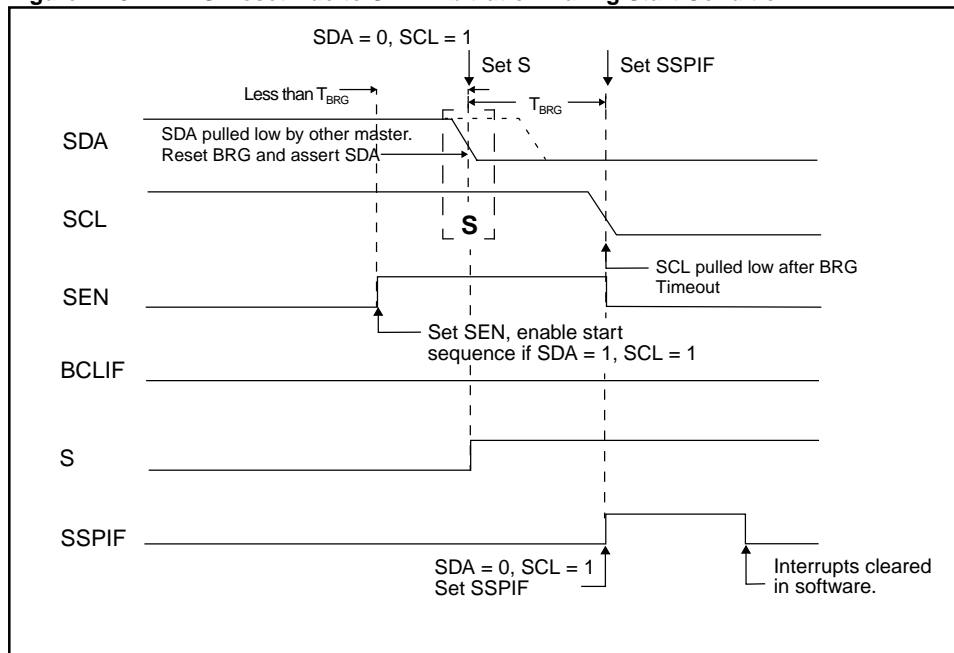 SDA = 0, SCL = 1
Set S
Set SSPIF
Less than TBRG
TBRG
SDA
SDA pulled low by other master.
Reset BRG and assert SDA
SCL
S
SCL pulled low after BRG
Timeout
SEN
Set SEN, enable start
sequence if SDA = 1, SCL = 1
BCLIF
S
SSPIF
SDA = 0, SCL = 1
Set SSPIF
Interrupts cleared
in software.